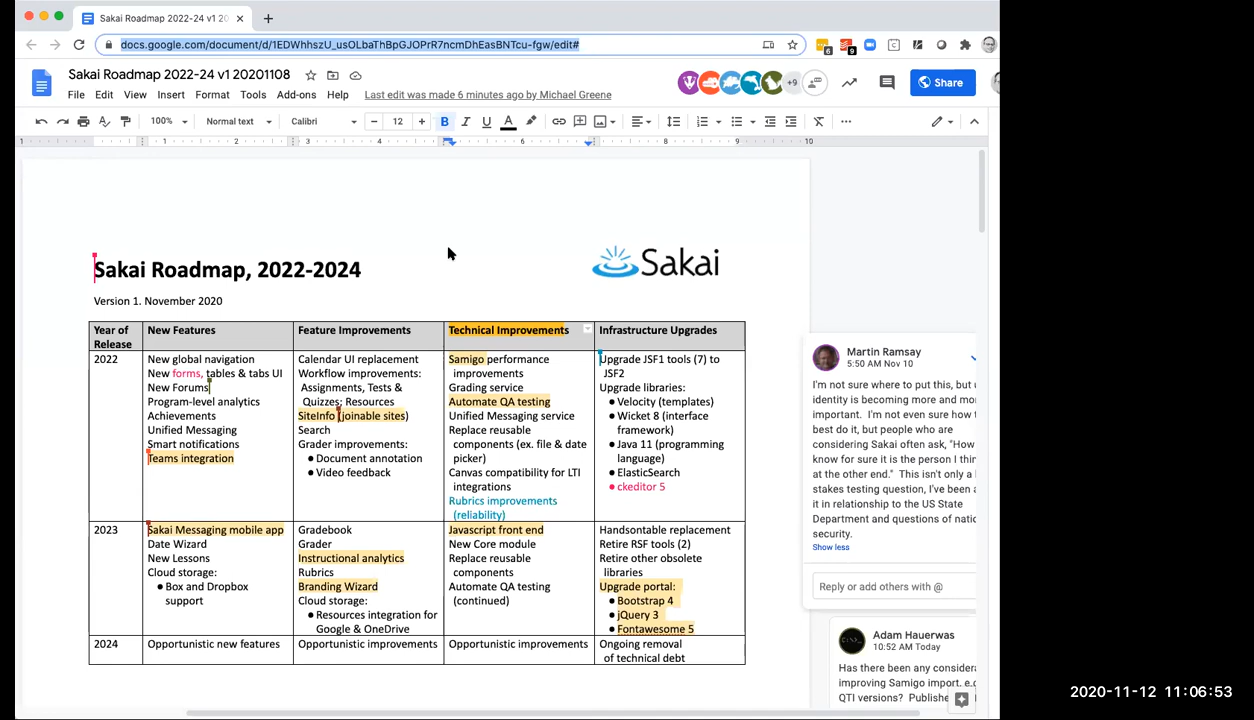 Sakai Roadmap 2022-24 v1 20
docs.google.com/document/d/1EDWhhszU_usOLbaThBpGJOPrR7ncmDhEasBNTcu-fgw/edit#
6
9
Sakai Roadmap 2022-24 v1 20201108
+9
Share
File Edit View Insert Format Tools Add-ons Help Last edit was made 6 minutes ago by Michael Greene
100% Normal text Calibri 12 B I U A
1 1 2 3 4 6 8 9 10
Sakai Roadmap, 2022-2024
Sakai
Version 1. November 2020
Year of Release
New Features
Feature Improvements
Technical Improvements
Infrastructure Upgrades
2022
New global navigation
New forms, tables & tabs UI
New Forums
Program-level analytics
Achievements
Unified Messaging
Smart notifications
Teams integration
Calendar UI replacement
Workflow improvements:
Assignments, Tests &
Quizzes; Resources
SiteInfo (joinable sites)
Search
Grader improvements:
● Document annotation
● Video feedback
Samigo performance
improvements
Grading service
Automate QA testing
Unified Messaging service
Replace reusable
components (ex. file & date
picker)
Canvas compatibility for LTI
integrations
Rubrics improvements
(reliability)
Upgrade JSF1 tools (7) to
JSF2
Upgrade libraries:
● Velocity (templates)
● Wicket 8 (interface
framework)
● Java 11 (programming
language)
● ElasticSearch
● ckeditor 5
2023
Sakai Messaging mobile app
Date Wizard
New Lessons
Cloud storage:
● Box and Dropbox
support
Gradebook
Grader
Instructional analytics
Rubrics
Branding Wizard
Cloud storage:
● Resources integration for
Google & OneDrive
Javascript front end
New Core module
Replace reusable
components
Automate QA testing
(continued)
Handsontable replacement
Retire RSF tools (2)
Retire other obsolete
libraries
Upgrade portal:
● Bootstrap 4
● jQuery 3
● Fontawesome 5
2024
Opportunistic new features
Opportunistic improvements
Opportunistic improvements
Ongoing removal
of technical debt
Martin Ramsay
5:50 AM Nov 10
I'm not sure where to put this, but
identity is becoming more and mo
important. I'm not even sure how
best do it, but people who are
considering Sakai often ask, "How
know for sure it is the person I thin
at the other end." This isn't only a
stakes testing question, I've been a
it in relationship to the US State
Department and questions of natio
security.
Show less
Reply or add others with @
Adam Hauerwas
10:52 AM Today
Has there been any considera
improving Samigo import. e.g
QTI versions? Publishe
2020-11-12 11:06:53